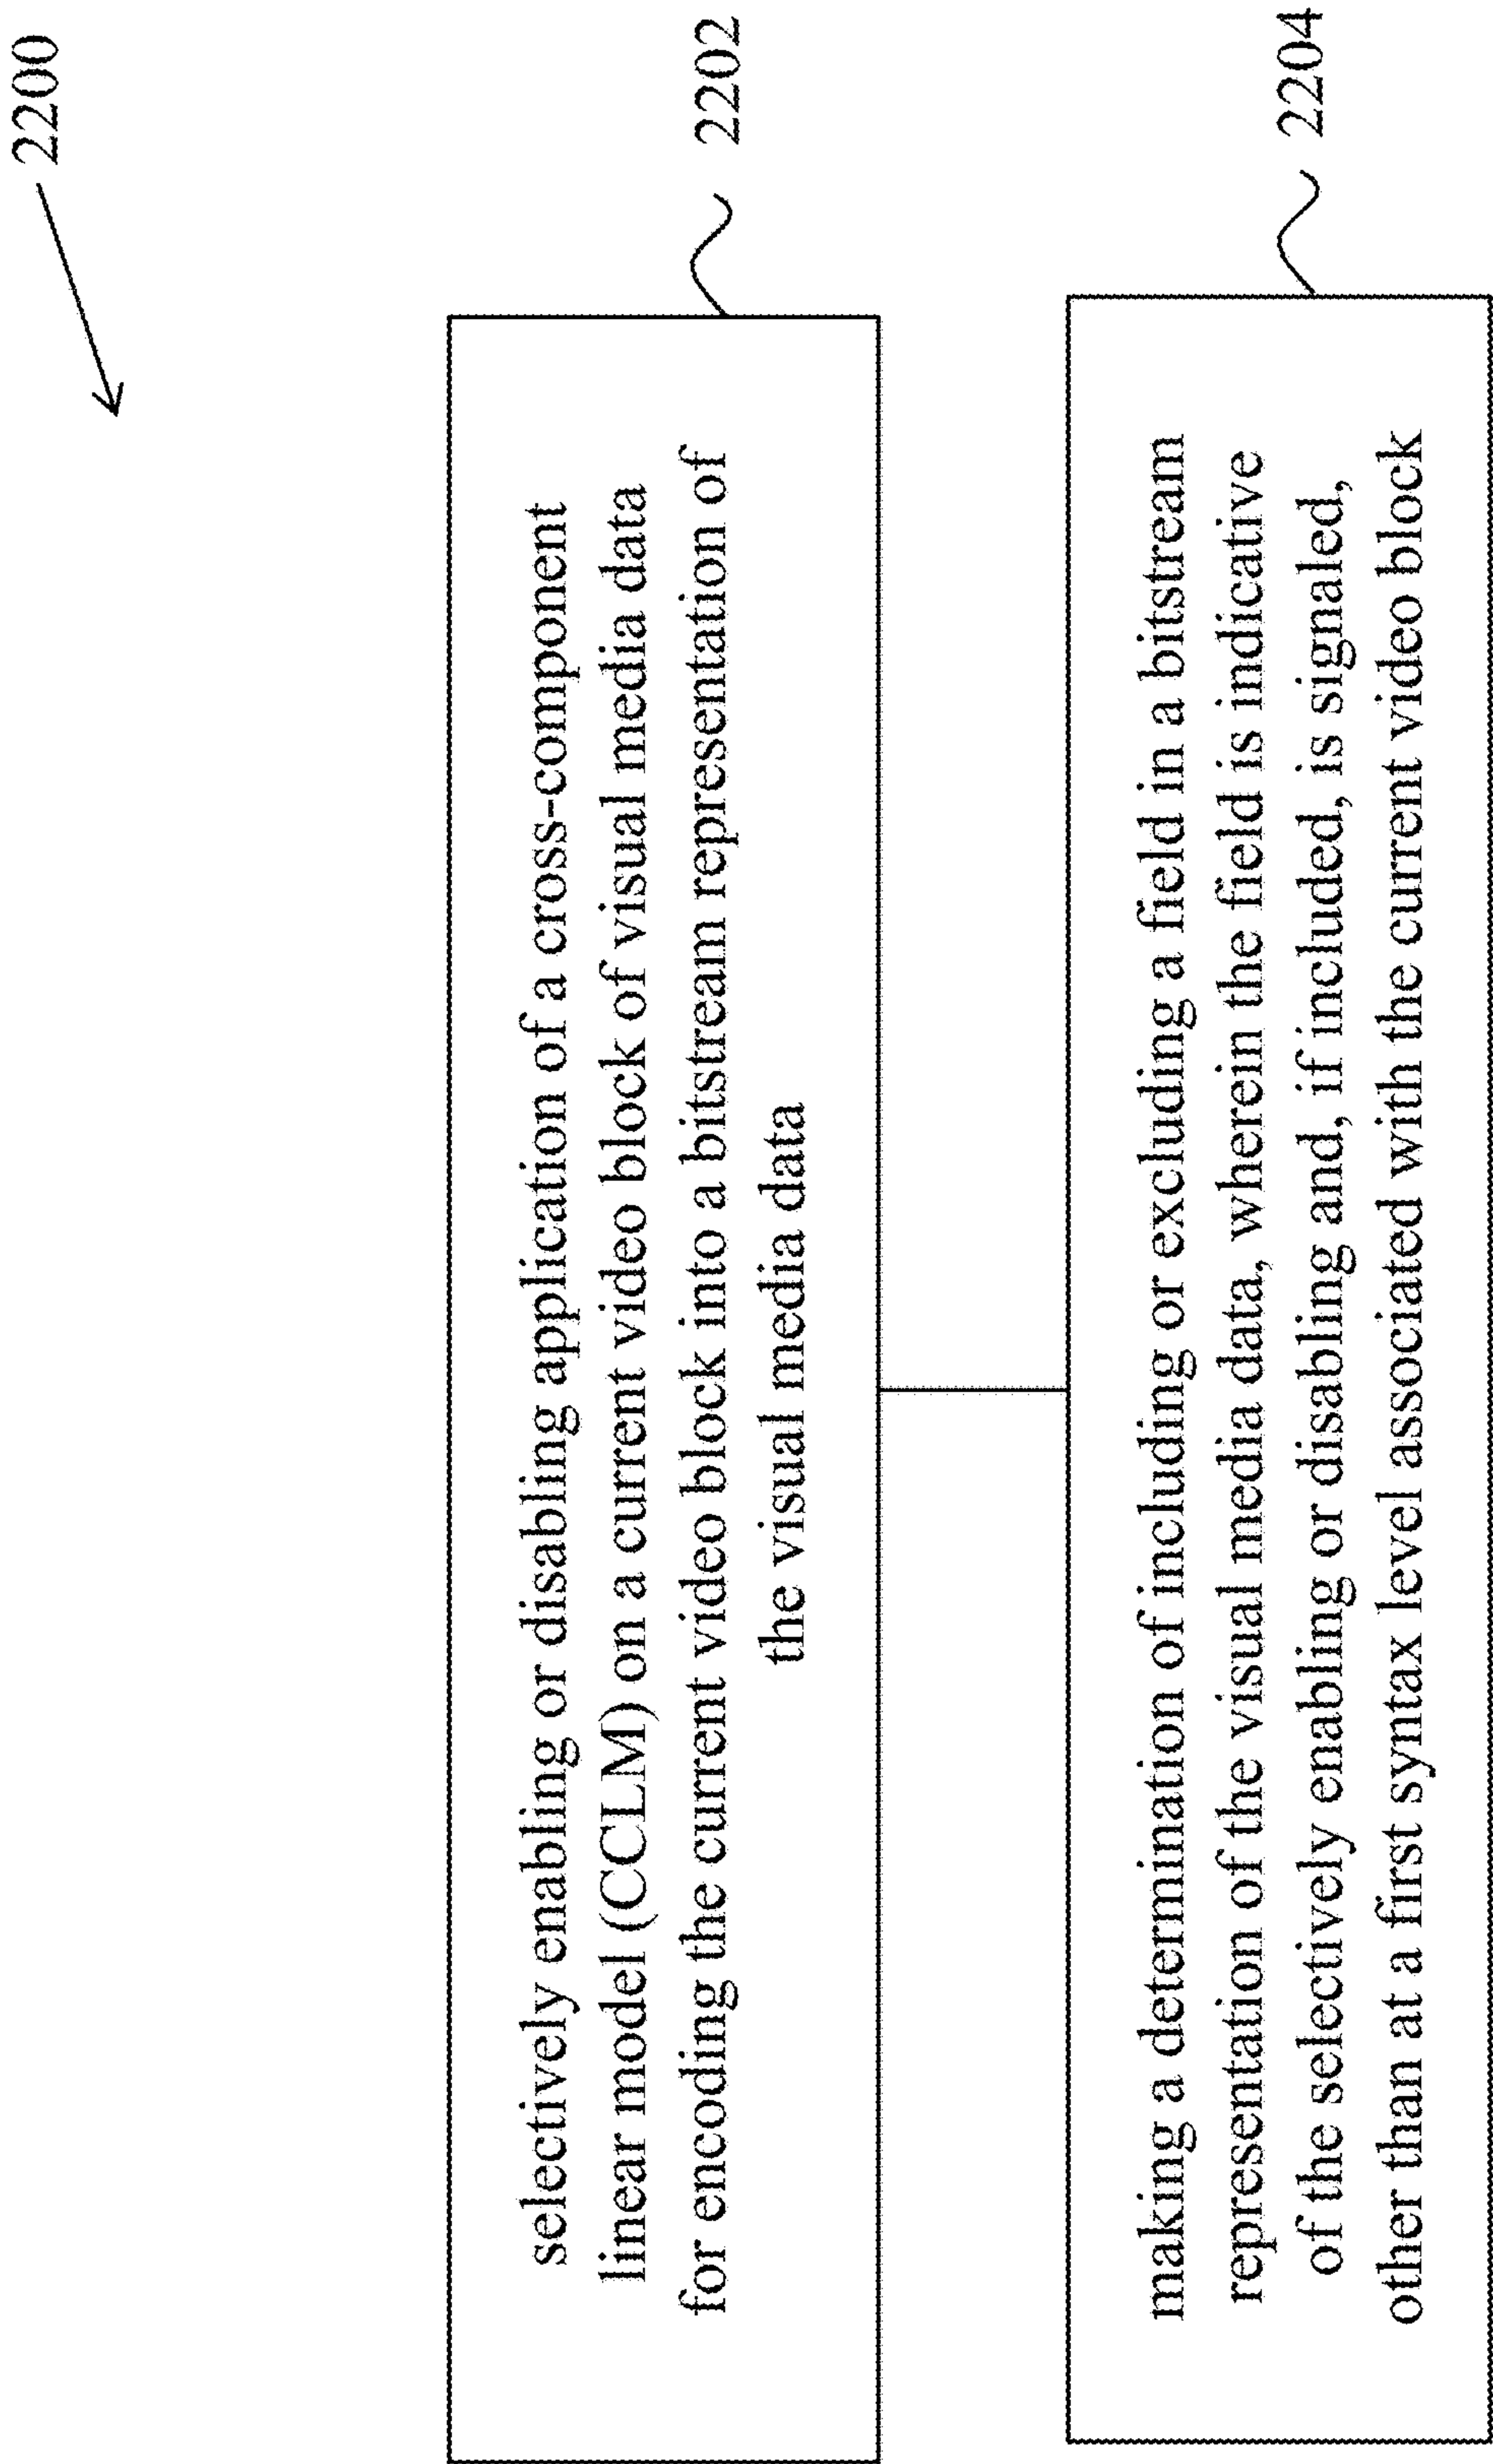 2200
selectively enabling or disabling application of a cross-component
linear model (CCLM) on a current video block of visual media data
for encoding the current video block into a bitstream representation of
the visual media data
2202
making a determination of including or excluding a field in a bitstream
representation of the visual media data, wherein the field is indicative
of the selectively enabling or disabling and, if included, is signaled,
other than at a first syntax level associated with the current video block
2204